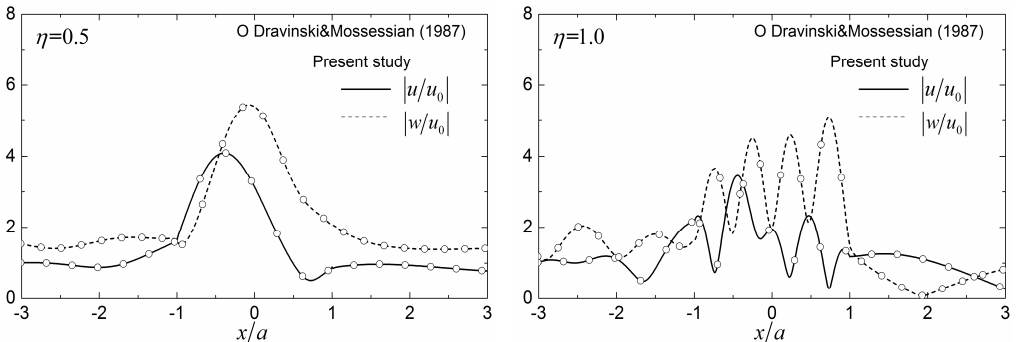 8
6
4
2
0
η=0.5
O Dravinski&Mossessian (1987)
Present study
|u/u₀|
|w/u₀|
-3 -2 -1 0 1 2 3
x/a
8
6
4
2
0
η=1.0
O Dravinski&Mossessian (1987)
Present study
|u/u₀|
|w/u₀|
-3 -2 -1 0 1 2 3
x/a